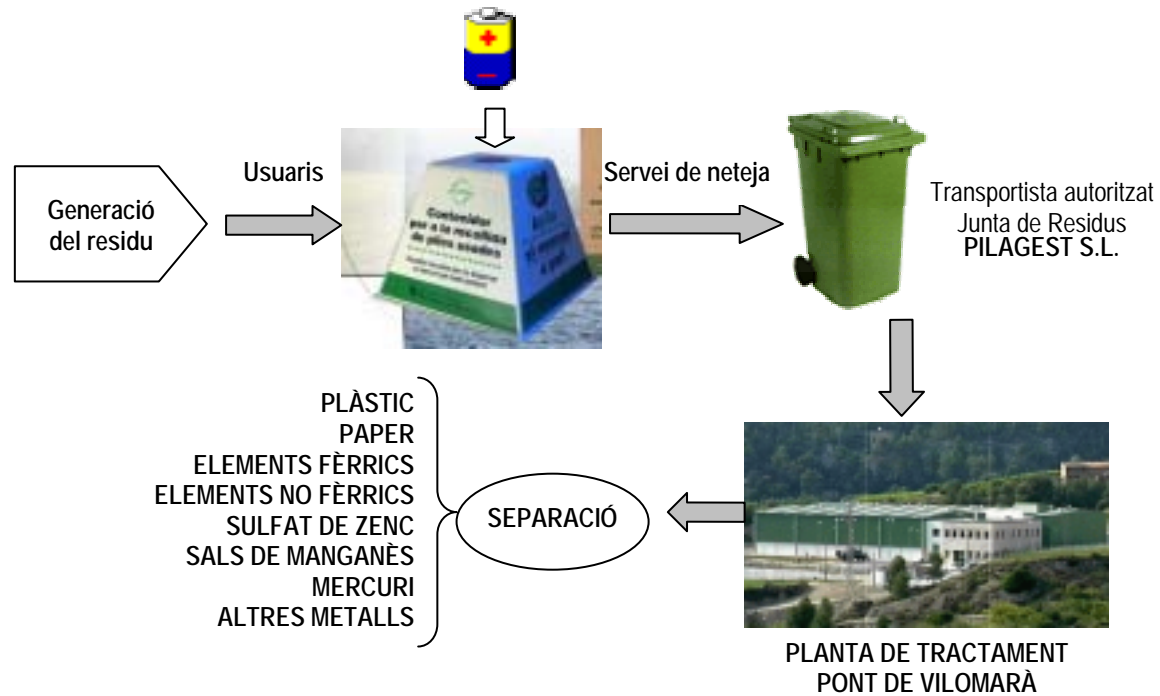 Generació
del residu
Usuaris
Contenidor
per a la recollida
de piles usades
Servei de neteja
Transportista autoritzat
Junta de Residus
PILAGEST S.L.
PLÀSTIC
PAPER
ELEMENTS FÈRRICS
ELEMENTS NO FÈRRICS
SULFAT DE ZENC
SALS DE MANGANÈS
MERCURI
ALTRES METALLS
SEPARACIÓ
PLANTA DE TRACTAMENT
PONT DE VILOMARÀ